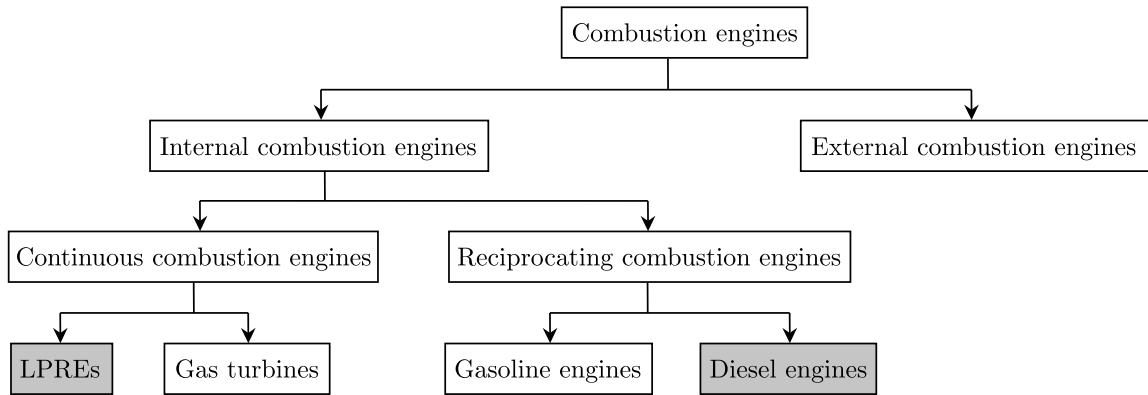 Combustion engines
Internal combustion engines
External combustion engines
Continuous combustion engines
Reciprocating combustion engines
LPREs
Gas turbines
Gasoline engines
Diesel engines